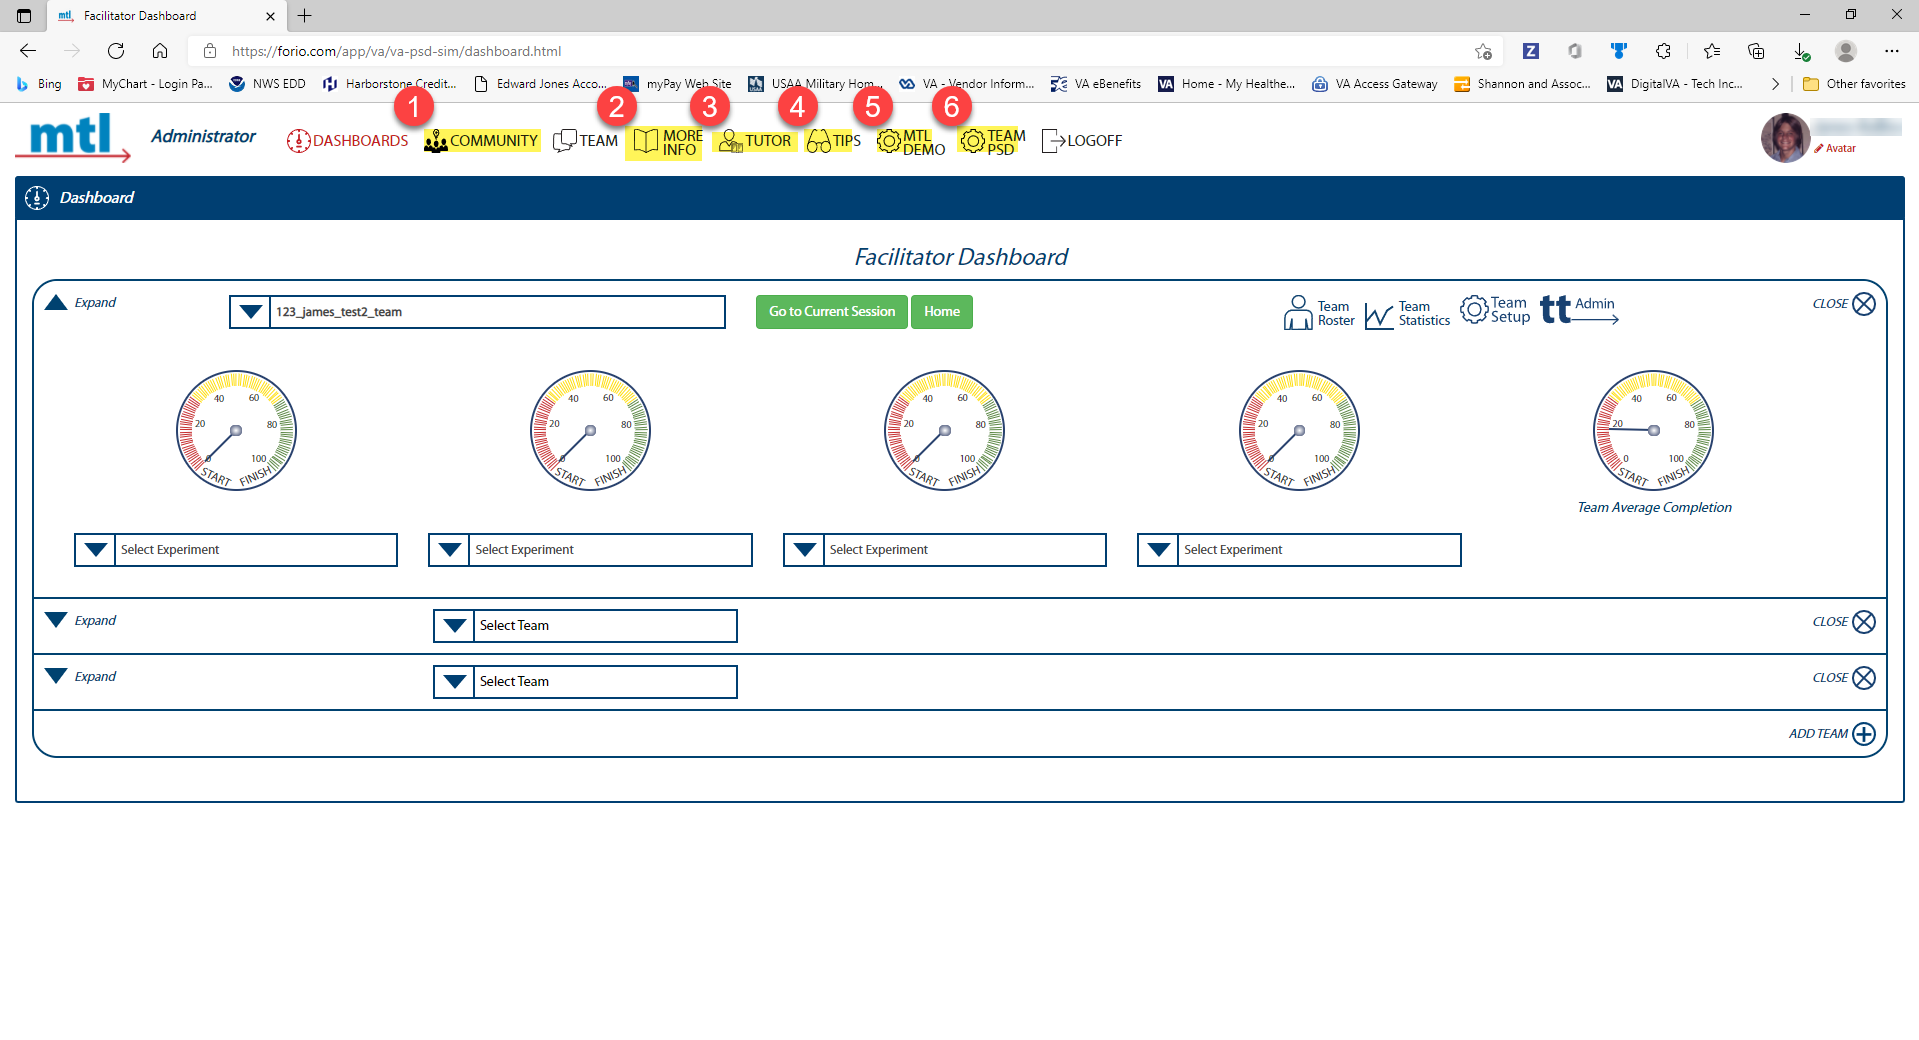 mtl Facilitator Dashboard
https://forio.com/app/va/va-psd-sim/dashboard.html
Bing MyChart - Login Pa... NWS EDD Harborstone Credit... Edward Jones Acco... myPay Web Site USAA Military Hom... VA - Vendor Inform... VA eBenefits VA Home - My Healthe... VA Access Gateway Shannon and Assoc... VA DigitalVA - Tech Inc... Other favorites
1 2 3 4 5 6
mtl Administrator DASHBOARDS COMMUNITY TEAM MORE INFO TUTOR TIPS MTL DEMO TEAM PSD LOGOFF
Avatar
Dashboard
Facilitator Dashboard
Expand 123_james_test2_team Go to Current Session Home Team Roster Team Statistics Team Setup tt Admin CLOSE
0 20 40 60 80 100 START FINISH
0 20 40 60 80 100 START FINISH
0 20 40 60 80 100 START FINISH
0 20 40 60 80 100 START FINISH
0 20 40 60 80 100 START FINISH
Team Average Completion
Select Experiment Select Experiment Select Experiment Select Experiment
Expand Select Team CLOSE
Expand Select Team CLOSE
ADD TEAM